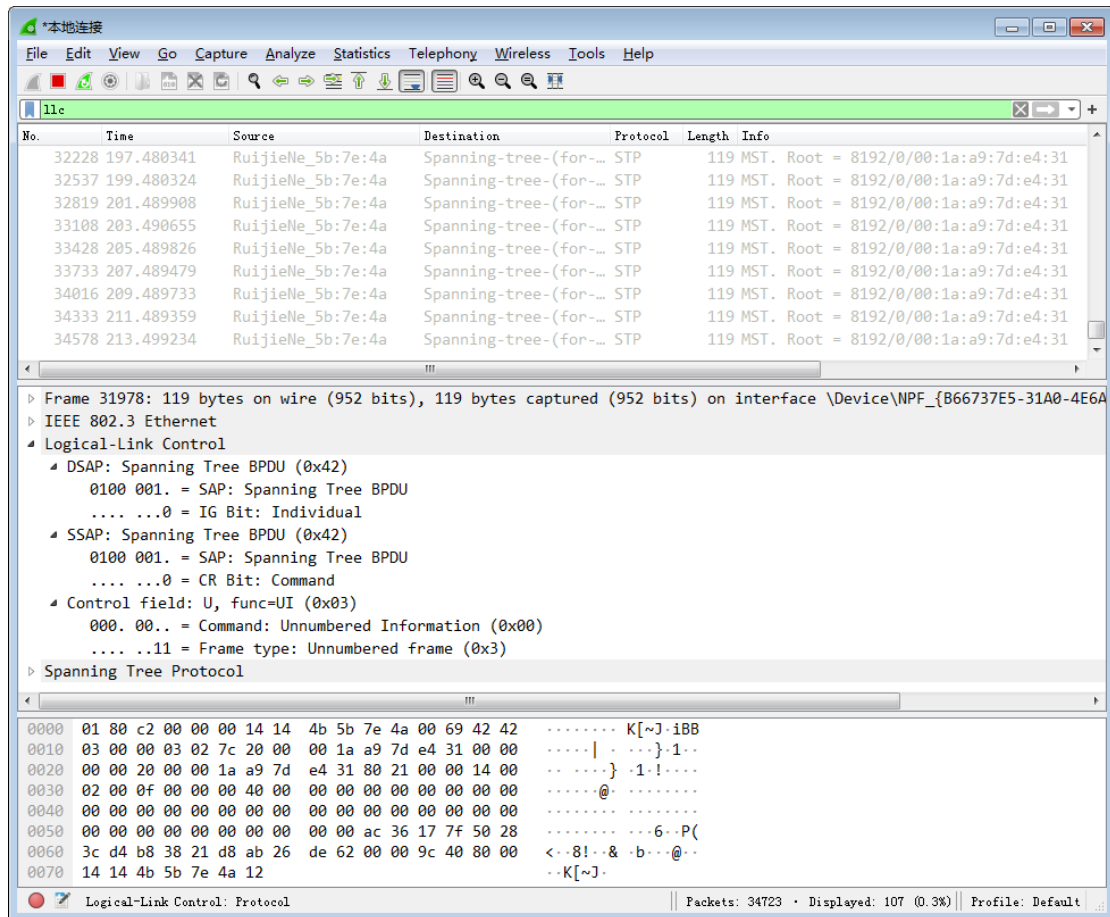 *本地连接
File Edit View Go Capture Analyze Statistics Telephony Wireless Tools Help
llc
No. Time Source Destination Protocol Length Info
32228 197.480341 RuijieNe_5b:7e:4a Spanning-tree-(for-… STP 119 MST. Root = 8192/0/00:1a:a9:7d:e4:31
32537 199.480324 RuijieNe_5b:7e:4a Spanning-tree-(for-… STP 119 MST. Root = 8192/0/00:1a:a9:7d:e4:31
32819 201.489908 RuijieNe_5b:7e:4a Spanning-tree-(for-… STP 119 MST. Root = 8192/0/00:1a:a9:7d:e4:31
33108 203.490655 RuijieNe_5b:7e:4a Spanning-tree-(for-… STP 119 MST. Root = 8192/0/00:1a:a9:7d:e4:31
33428 205.489826 RuijieNe_5b:7e:4a Spanning-tree-(for-… STP 119 MST. Root = 8192/0/00:1a:a9:7d:e4:31
33733 207.489479 RuijieNe_5b:7e:4a Spanning-tree-(for-… STP 119 MST. Root = 8192/0/00:1a:a9:7d:e4:31
34016 209.489733 RuijieNe_5b:7e:4a Spanning-tree-(for-… STP 119 MST. Root = 8192/0/00:1a:a9:7d:e4:31
34333 211.489359 RuijieNe_5b:7e:4a Spanning-tree-(for-… STP 119 MST. Root = 8192/0/00:1a:a9:7d:e4:31
34578 213.499234 RuijieNe_5b:7e:4a Spanning-tree-(for-… STP 119 MST. Root = 8192/0/00:1a:a9:7d:e4:31
Frame 31978: 119 bytes on wire (952 bits), 119 bytes captured (952 bits) on interface \Device\NPF_{B66737E5-31A0-4E6A
IEEE 802.3 Ethernet
Logical-Link Control
DSAP: Spanning Tree BPDU (0x42)
0100 001. = SAP: Spanning Tree BPDU
.... ...0 = IG Bit: Individual
SSAP: Spanning Tree BPDU (0x42)
0100 001. = SAP: Spanning Tree BPDU
.... ...0 = CR Bit: Command
Control field: U, func=UI (0x03)
000. 00.. = Command: Unnumbered Information (0x00)
.... ..11 = Frame type: Unnumbered frame (0x3)
Spanning Tree Protocol
0000 01 80 c2 00 00 00 14 14 4b 5b 7e 4a 00 69 42 42 ········ K[~J·iBB
0010 03 00 00 03 02 7c 20 00 00 1a a9 7d e4 31 00 00 ·····| · ···}·1··
0020 00 00 20 00 00 1a a9 7d e4 31 80 21 00 00 14 00 ·· ····} ·1·!····
0030 02 00 0f 00 00 00 40 00 00 00 00 00 00 00 00 00 ······@· ········
0040 00 00 00 00 00 00 00 00 00 00 00 00 00 00 00 00 ········ ········
0050 00 00 00 00 00 00 00 00 00 00 ac 36 17 7f 50 28 ········ ···6··P(
0060 3c d4 b8 38 21 d8 ab 26 de 62 00 00 9c 40 80 00 <··8!··& ·b···@··
0070 14 14 4b 5b 7e 4a 12 ··K[~J·
Logical-Link Control: Protocol Packets: 34723 · Displayed: 107 (0.3%) Profile: Default